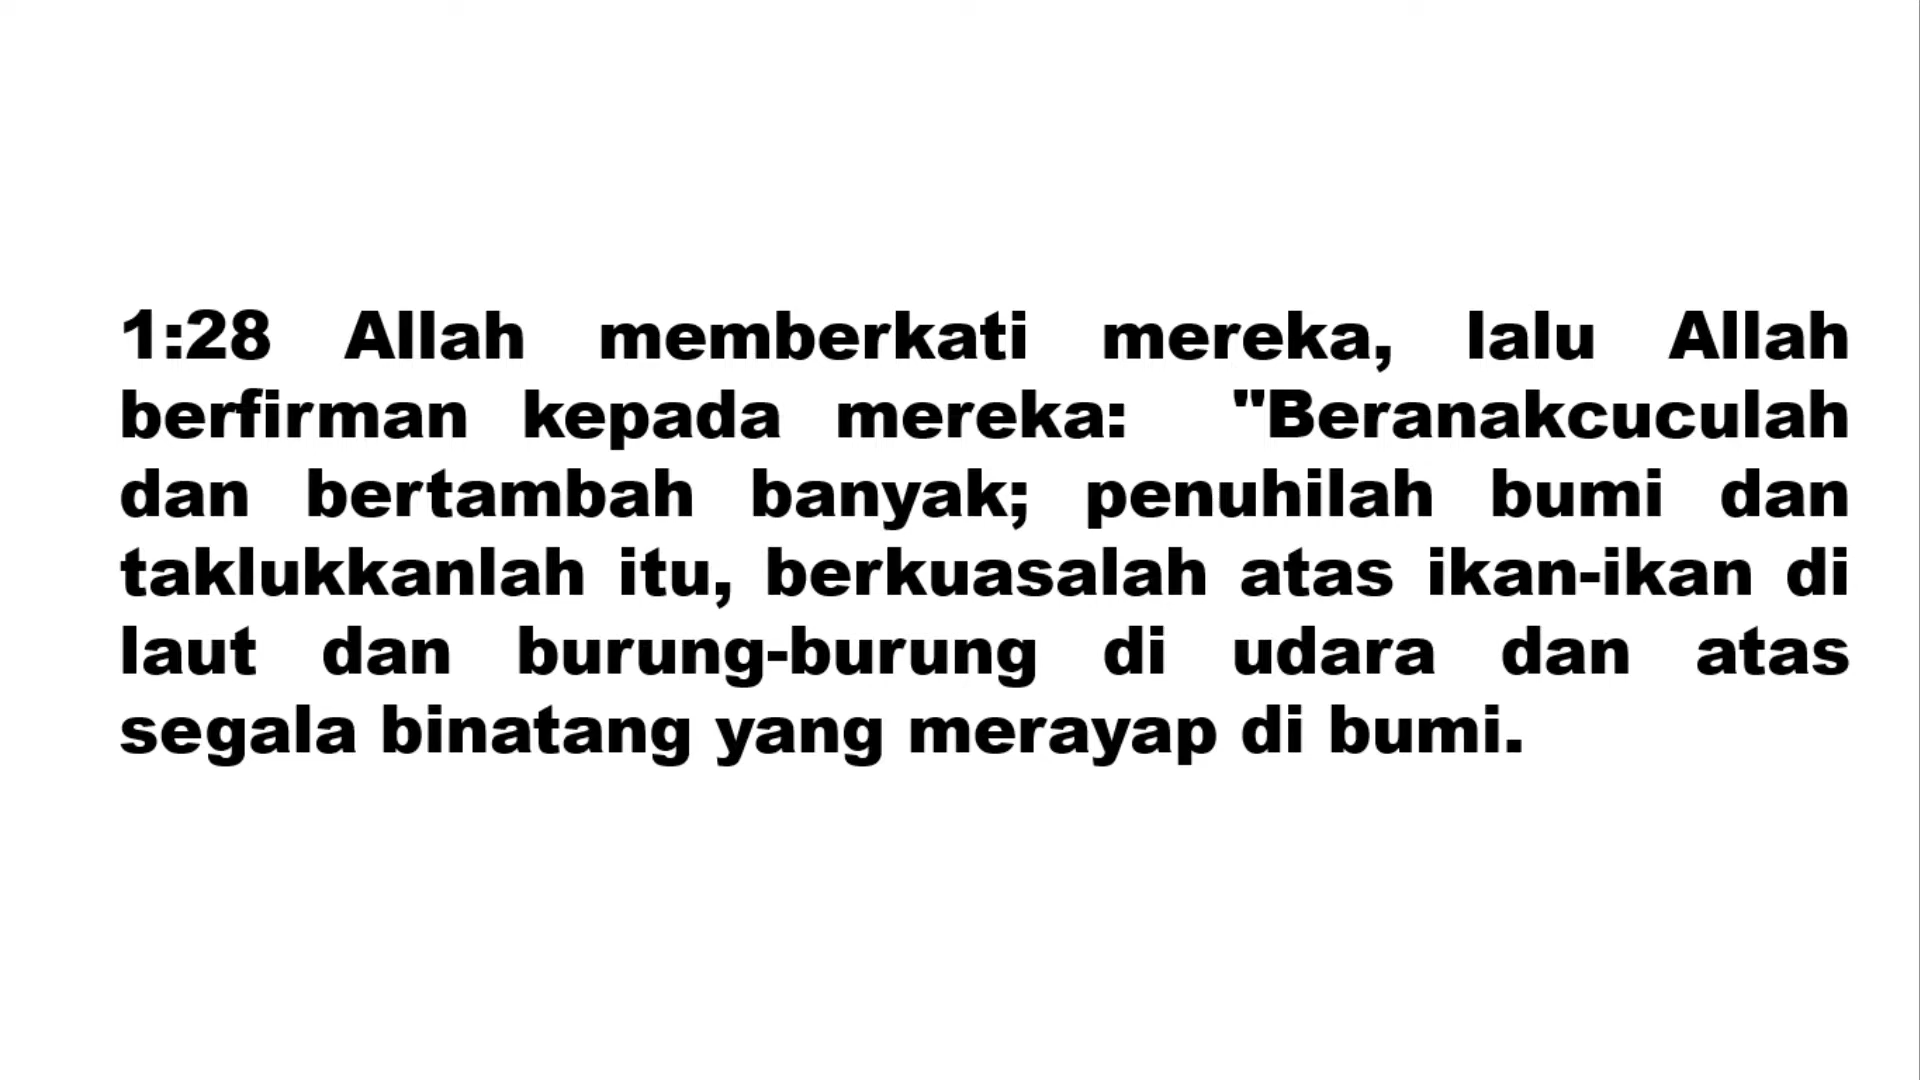 1:28 Allah memberkati mereka, lalu Allah
berfirman kepada mereka: "Beranakcuculah
dan bertambah banyak; penuhilah bumi dan
taklukkanlah itu, berkuasalah atas ikan-ikan di
laut dan burung-burung di udara dan atas
segala binatang yang merayap di bumi.